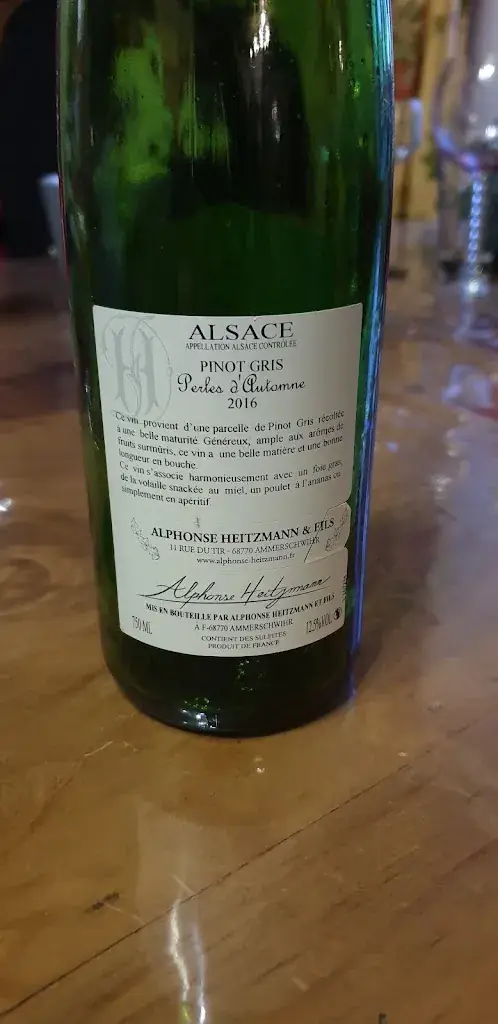 ALSACE
APPELLATION ALSACE CONTRÔLÉE
PINOT GRIS
Perles d'Automne
2016
Ce vin provient d'une parcelle de Pinot Gris récoltée
à une belle maturité. Généreux, ample aux arômes de
fruits surmûris, ce vin a une belle matière et une bonne
longueur en bouche.
Ce vin s'associe harmonieusement avec un foie gras,
de la volaille snackée au miel, un poulet à l'ananas ou
simplement en apéritif.
ALPHONSE HEITZMANN & FILS
11 RUE DU TIR - 68770 AMMERSCHWIHR
www.alphonse-heitzmann.fr
Alphonse Heitzmann
MIS EN BOUTEILLE PAR ALPHONSE HEITZMANN ET FILS
750 ML
A F-68770 AMMERSCHWIHR
12.5%VOL
CONTIENT DES SULFITES
PRODUIT DE FRANCE